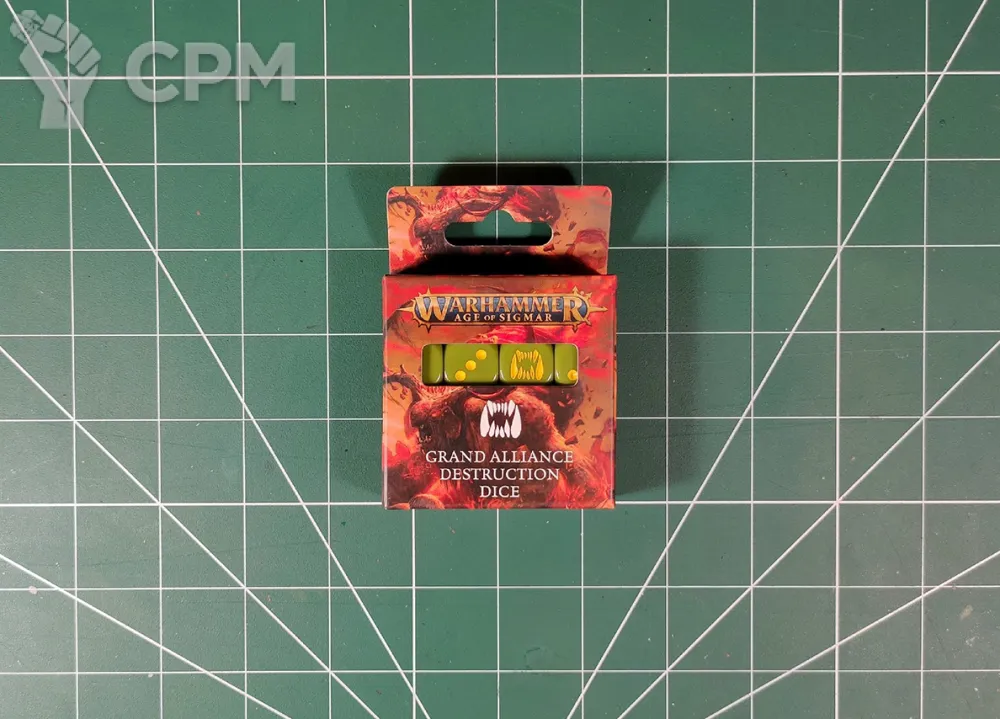 CPM
WARHAMMER
AGE OF SIGMAR
GRAND ALLIANCE
DESTRUCTION
DICE